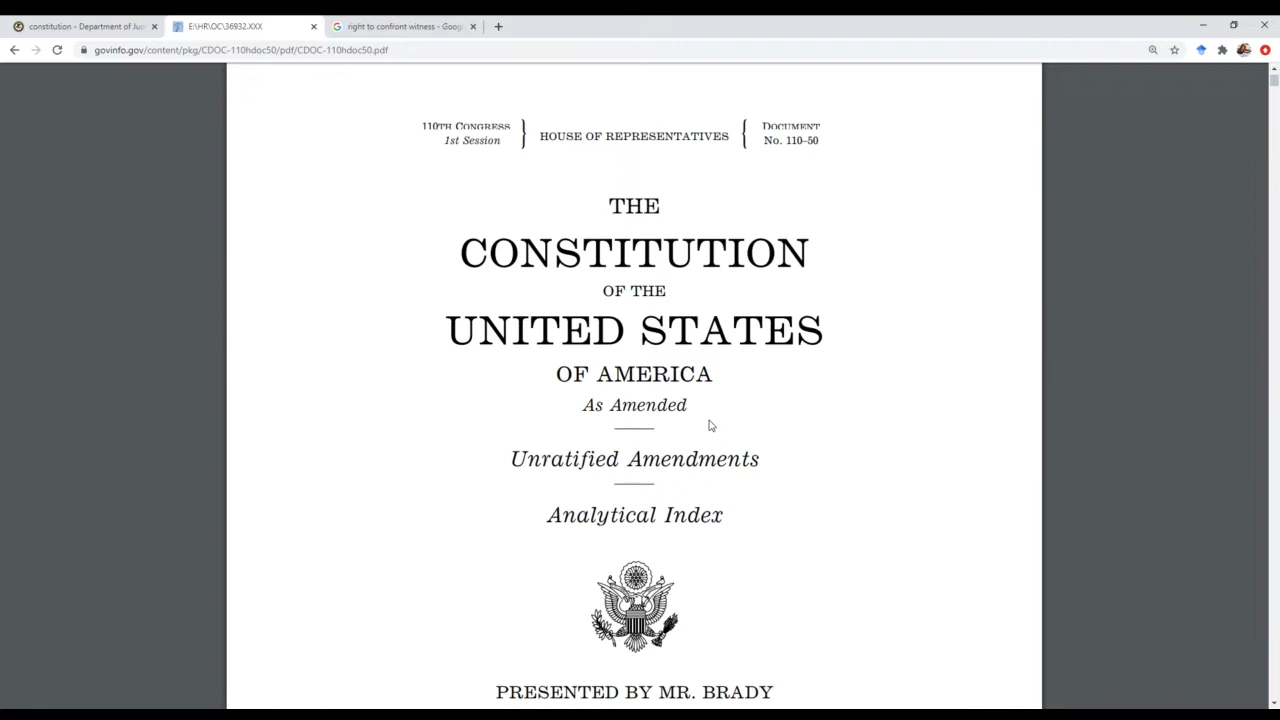 constitution - Department of Jus
E:\HR\OC\36932.XXX
right to confront witness - Goog
govinfo.gov/content/pkg/CDOC-110hdoc50/pdf/CDOC-110hdoc50.pdf
110TH CONGRESS
1st Session
HOUSE OF REPRESENTATIVES
DOCUMENT
No. 110–50
THE
CONSTITUTION
OF THE
UNITED STATES
OF AMERICA
As Amended
Unratified Amendments
Analytical Index
PRESENTED BY MR. BRADY